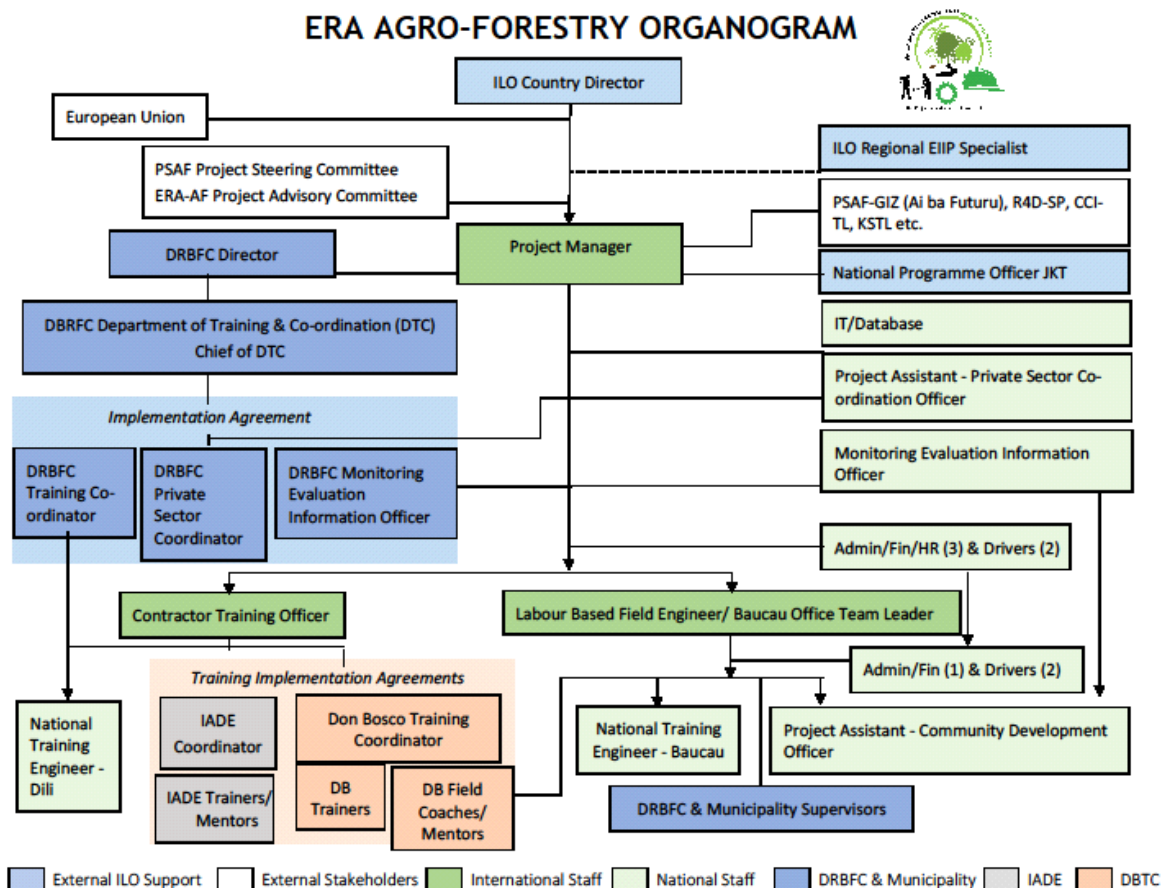 ERA AGRO-FORESTRY ORGANOGRAM
ILO Country Director
European Union
ILO Regional EIIP Specialist
PSAF Project Steering Committee
ERA-AF Project Advisory Committee
PSAF-GIZ (Ai ba Futuru), R4D-SP, CCI-
TL, KSTL etc.
Project Manager
DRBFC Director
National Programme Officer JKT
DBRFC Department of Training & Co-ordination (DTC)
Chief of DTC
IT/Database
Project Assistant - Private Sector Co-
ordination Officer
Implementation Agreement
DRBFC
Training Co-
ordinator
DRBFC
Private
Sector
Coordinator
DRBFC Monitoring
Evaluation
Information Officer
Monitoring Evaluation Information
Officer
Admin/Fin/HR (3) & Drivers (2)
Contractor Training Officer
Labour Based Field Engineer/ Baucau Office Team Leader
Admin/Fin (1) & Drivers (2)
Training Implementation Agreements
National
Training
Engineer -
Dili
IADE
Coordinator
Don Bosco Training
Coordinator
National Training
Engineer - Baucau
Project Assistant - Community Development
Officer
IADE Trainers/
Mentors
DB
Trainers
DB Field
Coaches/
Mentors
DRBFC & Municipality Supervisors
External ILO Support
External Stakeholders
International Staff
National Staff
DRBFC & Municipality
IADE
DBTC